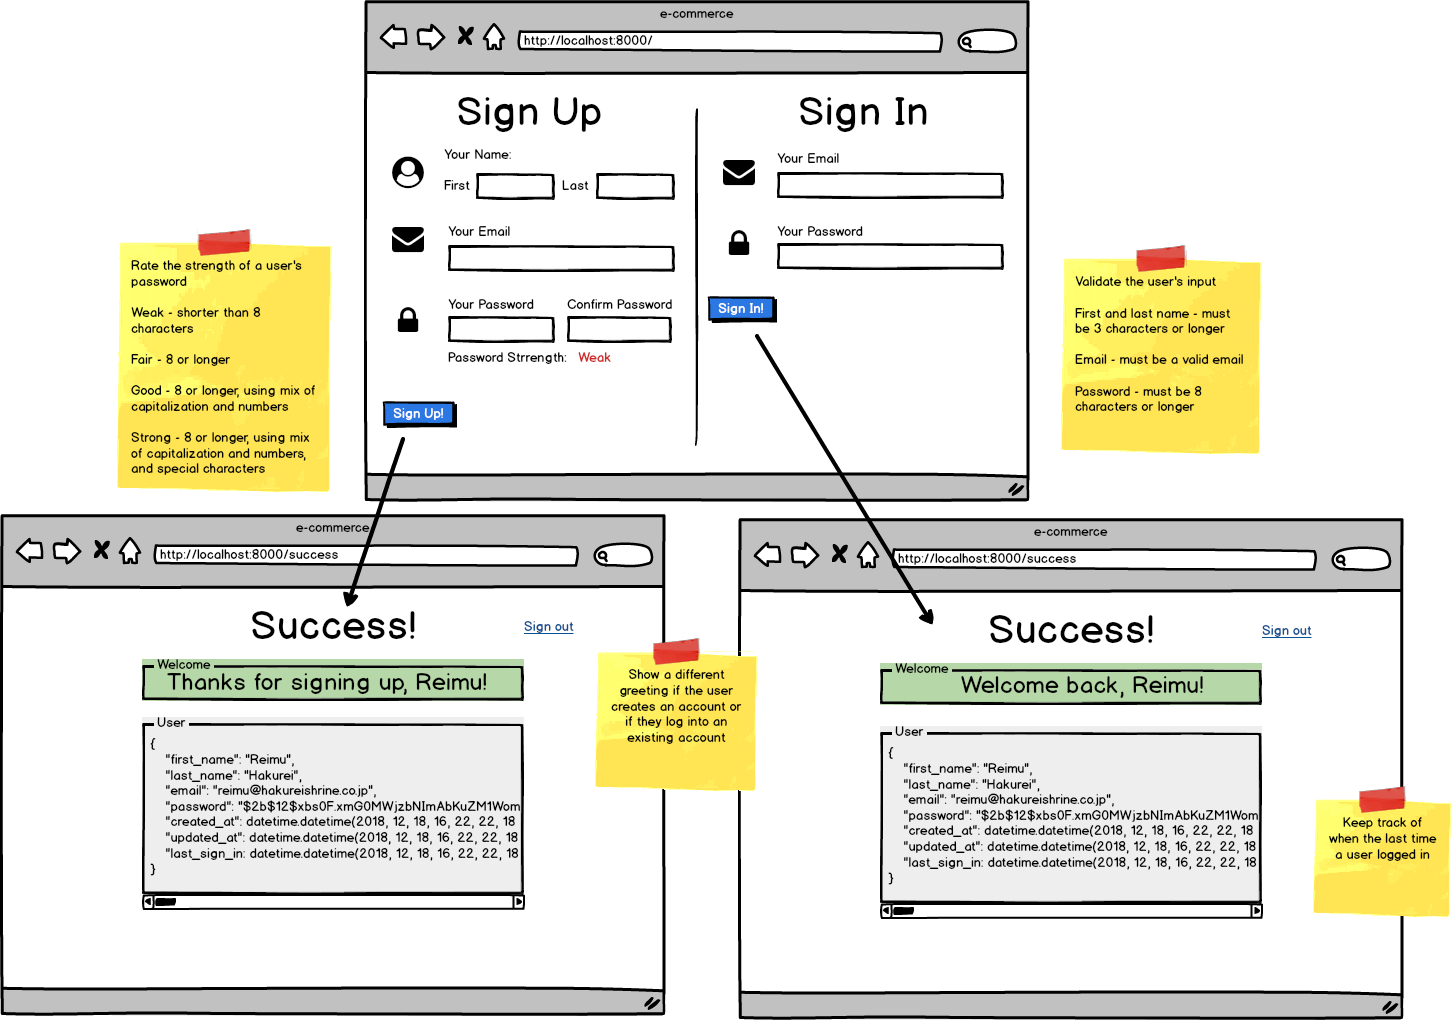 e-commerce
http://localhost:8000/
Sign Up
Your Name:
First
Last
Your Email
Your Password
Confirm Password
Password Strrength: Weak
Sign Up!
Sign In
Your Email
Your Password
Sign In!
Rate the strength of a user's
password
Weak - shorter than 8
characters
Fair - 8 or longer
Good - 8 or longer, using mix of
capitalization and numbers
Strong - 8 or longer, using mix
of capitalization and numbers,
and special characters
Validate the user's input
First and last name - must
be 3 characters or longer
Email - must be a valid email
Password - must be 8
characters or longer
e-commerce
http://localhost:8000/success
Success!
Sign out
Welcome
Thanks for signing up, Reimu!
User
{
"first_name": "Reimu",
"last_name": "Hakurei",
"email": "reimu@hakureishrine.co.jp",
"password": "$2b$12$xbs0F.xmG0MWjzbNImAbKuZM1Wom
"created_at": datetime.datetime(2018, 12, 18, 16, 22, 22, 18
"updated_at": datetime.datetime(2018, 12, 18, 16, 22, 22, 18
"last_sign_in: datetime.datetime(2018, 12, 18, 16, 22, 22, 18
}
Show a different
greeting if the user
creates an account or
if they log into an
existing account
e-commerce
http://localhost:8000/success
Success!
Sign out
Welcome
Welcome back, Reimu!
User
{
"first_name": "Reimu",
"last_name": "Hakurei",
"email": "reimu@hakureishrine.co.jp",
"password": "$2b$12$xbs0F.xmG0MWjzbNImAbKuZM1Wom
"created_at": datetime.datetime(2018, 12, 18, 16, 22, 22, 18
"updated_at": datetime.datetime(2018, 12, 18, 16, 22, 22, 18
"last_sign_in: datetime.datetime(2018, 12, 18, 16, 22, 22, 18
}
Keep track of
when the last time
a user logged in